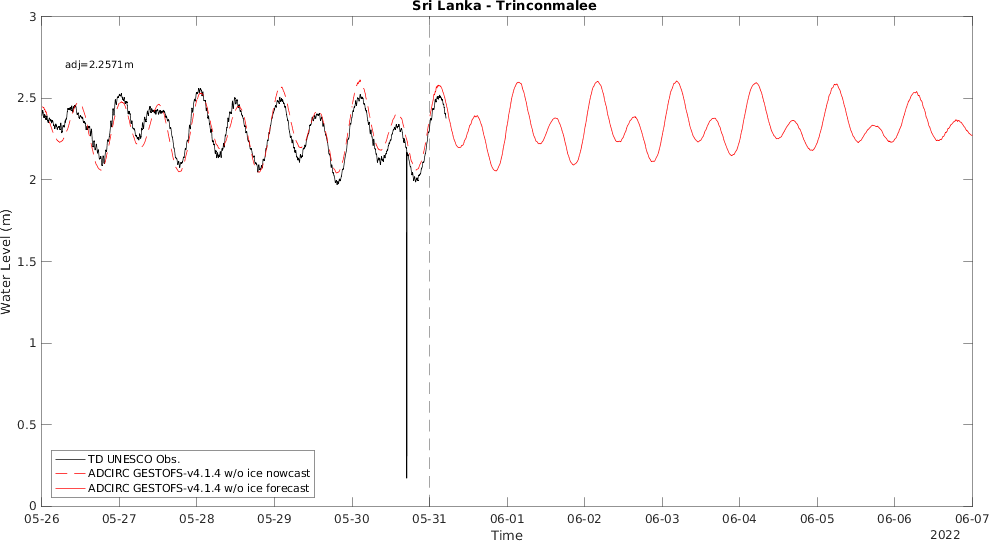 Sri Lanka - Trinconmalee
3
adj=2.2571m
2.5
2
Water Level (m)
1.5
1
0.5
TD UNESCO Obs.
ADCIRC GESTOFS-v4.1.4 w/o ice nowcast
ADCIRC GESTOFS-v4.1.4 w/o ice forecast
0
05-26 05-27 05-28 05-29 05-30 05-31 06-01 06-02 06-03 06-04 06-05 06-06 06-07
Time
2022